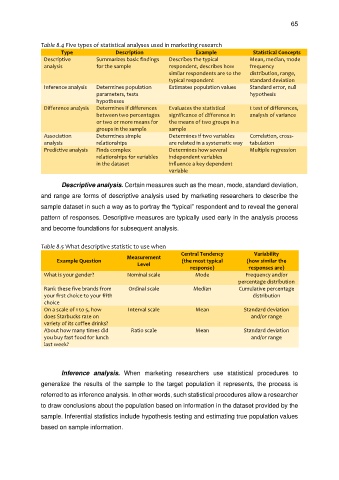 65
Table 8.4 Five types of statistical analyses used in marketing research
Type Description Example Statistical Concepts
Descriptive analysis Summarizes basic findings for the sample Describes the typical respondent, describes how similar respondents are to the typical respondent Mean, median, mode frequency distribution, range, standard deviation
Inference analysis Determines population parameters, tests hypotheses Estimates population values Standard error, null hypothesis
Difference analysis Determines if differences between two percentages or two or more means for groups in the sample Evaluates the statistical significance of difference in the means of two groups in a sample t test of differences, analysis of variance
Association analysis Determines simple relationships Determines if two variables are related in a systematic way Correlation, cross-tabulation
Predictive analysis Finds complex relationships for variables in the dataset Determines how several independent variables influence a key dependent variable Multiple regression
Descriptive analysis. Certain measures such as the mean, mode, standard deviation,
and range are forms of descriptive analysis used by marketing researchers to describe the
sample dataset in such a way as to portray the “typical” respondent and to reveal the general
pattern of responses. Descriptive measures are typically used early in the analysis process
and become foundations for subsequent analysis.
Table 8.5 What descriptive statistic to use when
Example Question Measurement Level Central Tendency (the most typical response) Variability (how similar the responses are)
What is your gender? Nominal scale Mode Frequency and/or percentage distribution
Rank these five brands from your first choice to your fifth choice Ordinal scale Median Cumulative percentage distribution
On a scale of 1 to 5, how does Starbucks rate on variety of its coffee drinks? Interval scale Mean Standard deviation and/or range
About how many times did you buy fast food for lunch last week? Ratio scale Mean Standard deviation and/or range
Inference analysis. When marketing researchers use statistical procedures to
generalize the results of the sample to the target population it represents, the process is
referred to as inference analysis. In other words, such statistical procedures allow a researcher
to draw conclusions about the population based on information in the dataset provided by the
sample. Inferential statistics include hypothesis testing and estimating true population values
based on sample information.